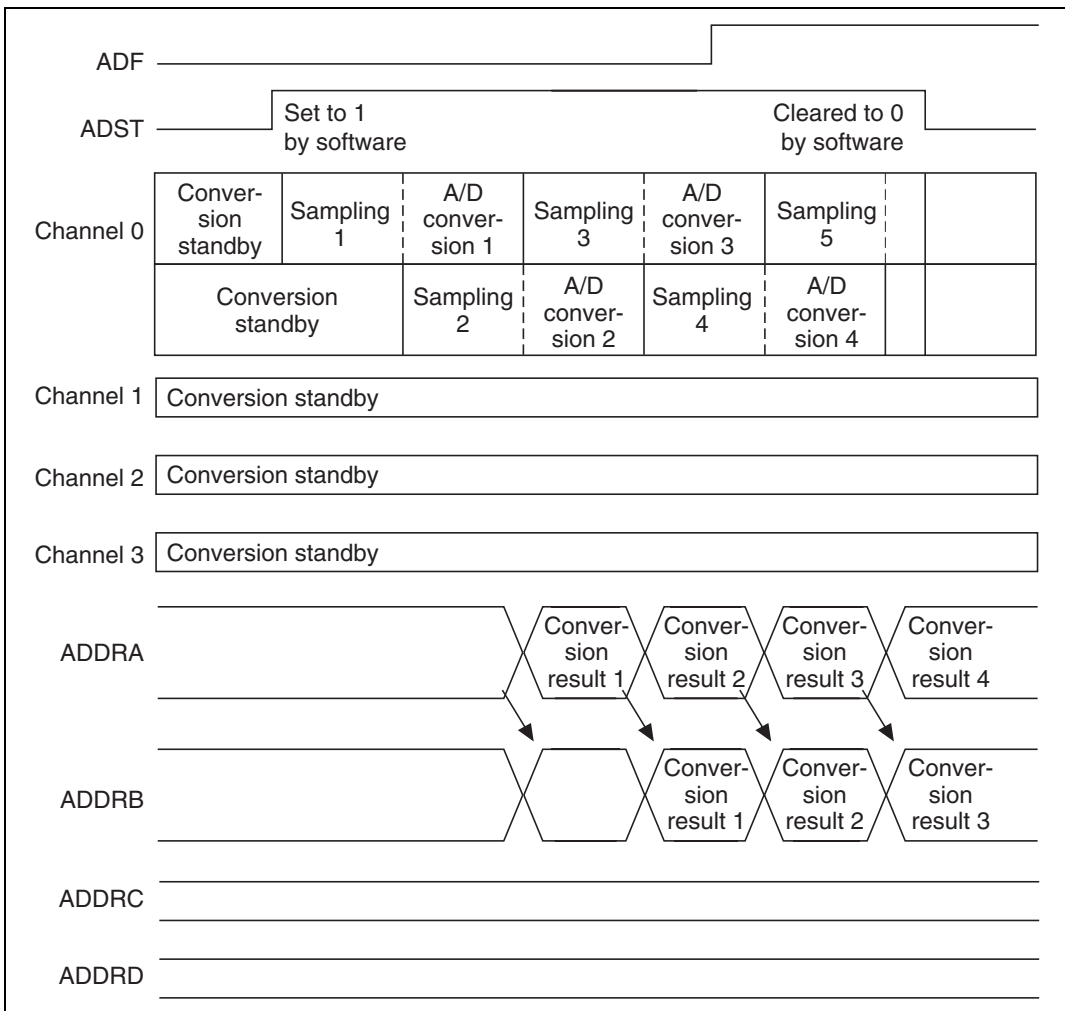 ADF
ADST
Set to 1
by software
Cleared to 0
by software
Channel 0
Conver-
sion
standby
Sampling
1
A/D
conver-
sion 1
Sampling
3
A/D
conver-
sion 3
Sampling
5
Conversion
standby
Sampling
2
A/D
conver-
sion 2
Sampling
4
A/D
conver-
sion 4
Channel 1
Conversion standby
Channel 2
Conversion standby
Channel 3
Conversion standby
ADDRA
Conver-
sion
result 1
Conver-
sion
result 2
Conver-
sion
result 3
Conver-
sion
result 4
ADDRB
Conver-
sion
result 1
Conver-
sion
result 2
Conver-
sion
result 3
ADDRC
ADDRD